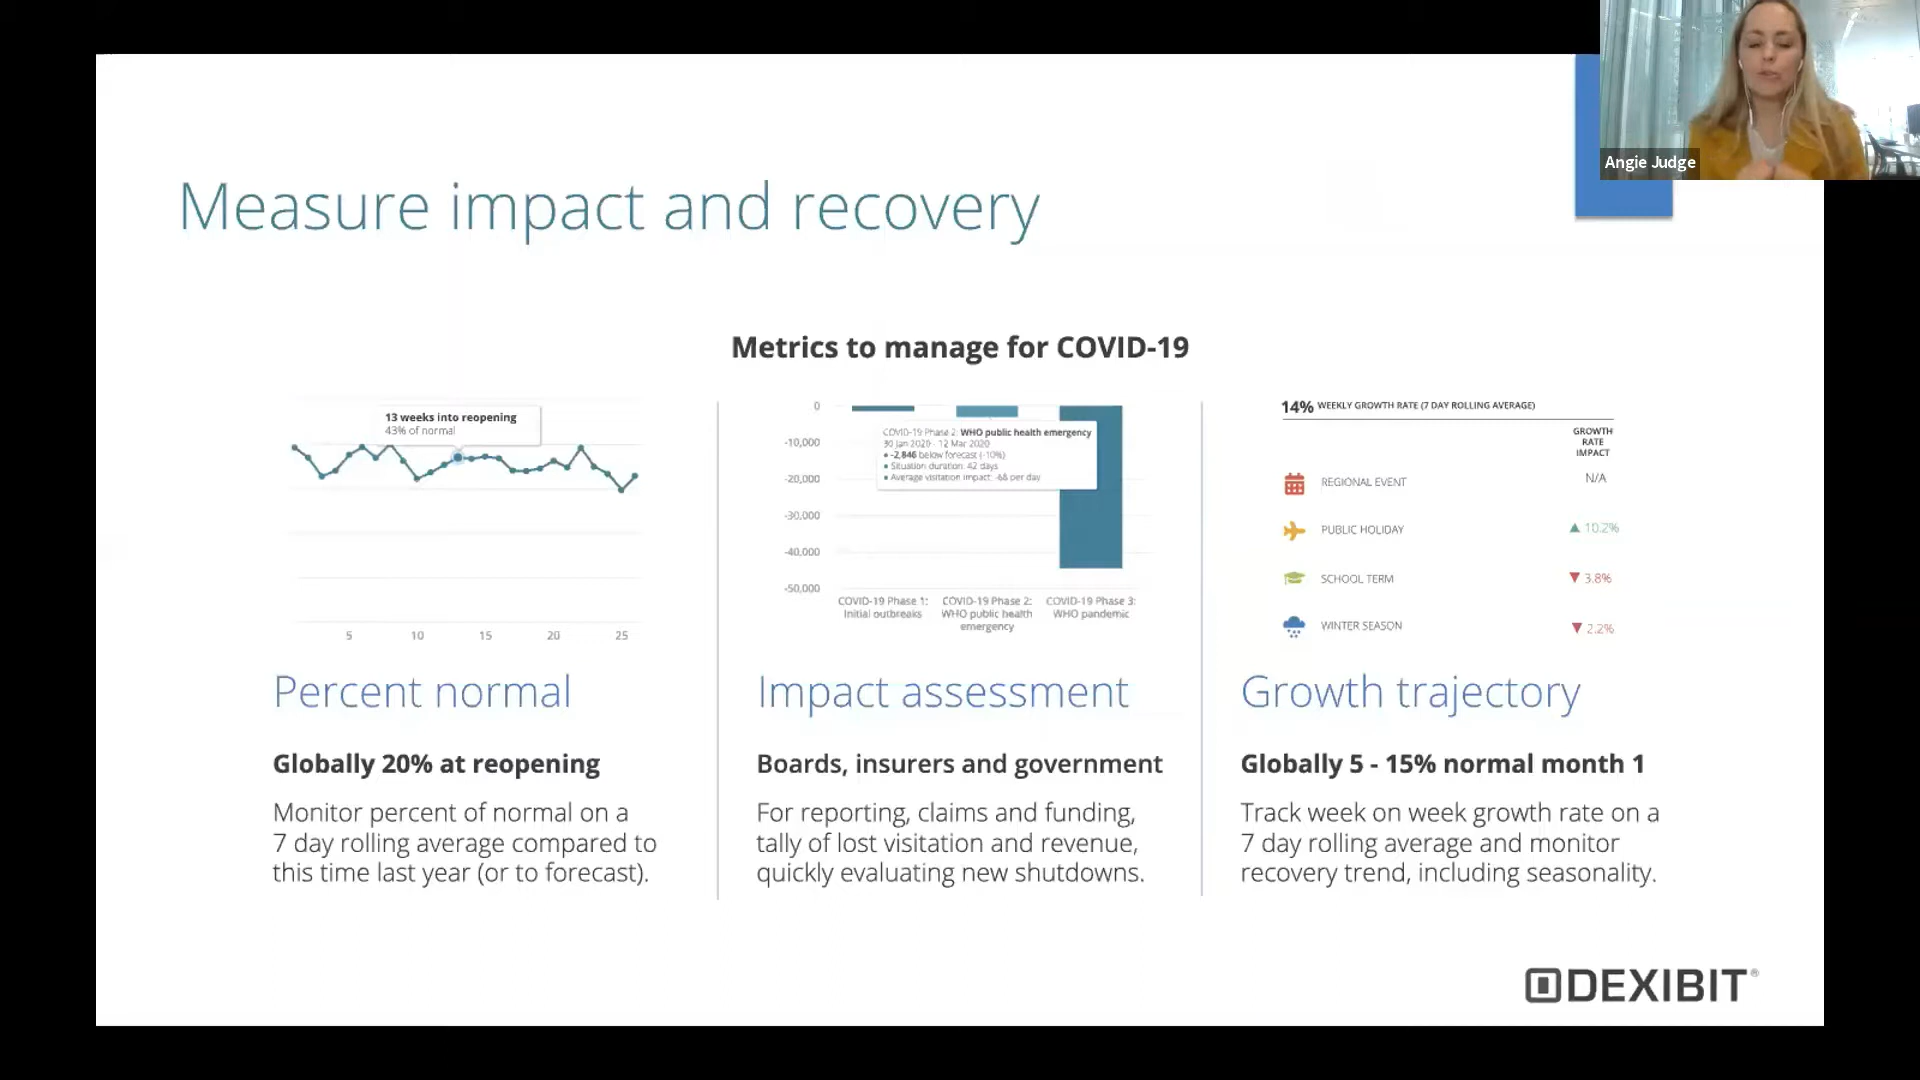 Angie Judge
Measure impact and recovery
Metrics to manage for COVID-19
13 weeks into reopening
43% of normal
5 10 15 20 25
Percent normal
Globally 20% at reopening
Monitor percent of normal on a
7 day rolling average compared to
this time last year (or to forecast).
0
-10,000
-20,000
-30,000
-40,000
-50,000
COVID-19 Phase 2: WHO public health emergency
30 Jan 2020 - 12 Mar 2020
• -2,846 below forecast (-10%)
• Situation duration: 42 days
• Average visitation impact: -68 per day
COVID-19 Phase 1: COVID-19 Phase 2: COVID-19 Phase 3:
Initial outbreaks WHO public health WHO pandemic
emergency
Impact assessment
Boards, insurers and government
For reporting, claims and funding,
tally of lost visitation and revenue,
quickly evaluating new shutdowns.
14% WEEKLY GROWTH RATE (7 DAY ROLLING AVERAGE)
GROWTH
RATE
IMPACT
REGIONAL EVENT N/A
PUBLIC HOLIDAY ▲ 10.2%
SCHOOL TERM ▼ 3.8%
WINTER SEASON ▼ 2.2%
Growth trajectory
Globally 5 - 15% normal month 1
Track week on week growth rate on a
7 day rolling average and monitor
recovery trend, including seasonality.
DEXIBIT®